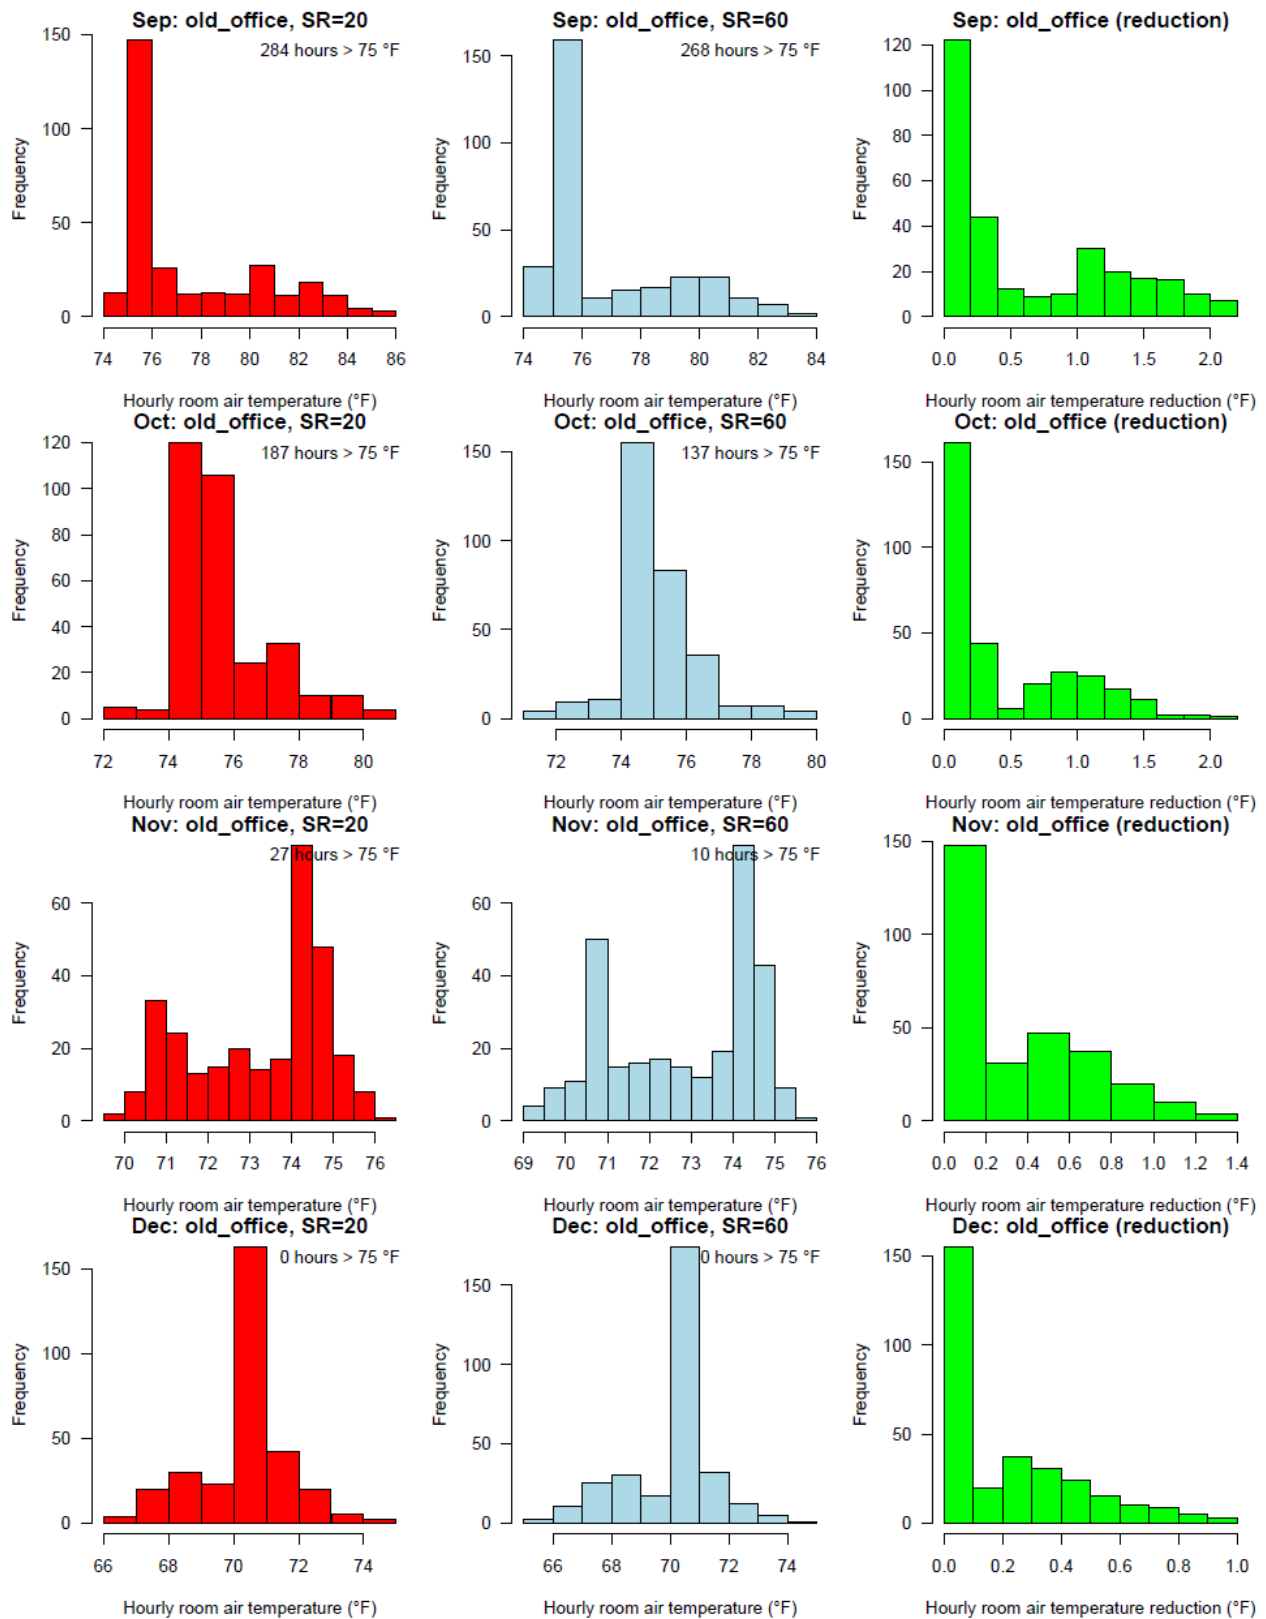 Sep: old_office, SR=20
284 hours > 75 °F
Frequency
0
50
100
150
74 76 78 80 82 84 86
Hourly room air temperature (°F)
Sep: old_office, SR=60
268 hours > 75 °F
Frequency
0
50
100
150
74 76 78 80 82 84
Hourly room air temperature (°F)
Sep: old_office (reduction)
Frequency
0
20
40
60
80
100
120
0.0 0.5 1.0 1.5 2.0
Hourly room air temperature reduction (°F)
Oct: old_office, SR=20
187 hours > 75 °F
Frequency
0
20
40
60
80
100
120
72 74 76 78 80
Hourly room air temperature (°F)
Oct: old_office, SR=60
137 hours > 75 °F
Frequency
0
50
100
150
72 74 76 78 80
Hourly room air temperature (°F)
Oct: old_office (reduction)
Frequency
0
50
100
150
0.0 0.5 1.0 1.5 2.0
Hourly room air temperature reduction (°F)
Nov: old_office, SR=20
27 hours > 75 °F
Frequency
0
20
40
60
70 71 72 73 74 75 76
Hourly room air temperature (°F)
Nov: old_office, SR=60
10 hours > 75 °F
Frequency
0
20
40
60
69 70 71 72 73 74 75 76
Hourly room air temperature (°F)
Nov: old_office (reduction)
Frequency
0
50
100
150
0.0 0.2 0.4 0.6 0.8 1.0 1.2 1.4
Hourly room air temperature reduction (°F)
Dec: old_office, SR=20
0 hours > 75 °F
Frequency
0
50
100
150
66 68 70 72 74
Hourly room air temperature (°F)
Dec: old_office, SR=60
0 hours > 75 °F
Frequency
0
50
100
150
66 68 70 72 74
Hourly room air temperature (°F)
Dec: old_office (reduction)
Frequency
0
50
100
150
0.0 0.2 0.4 0.6 0.8 1.0
Hourly room air temperature reduction (°F)